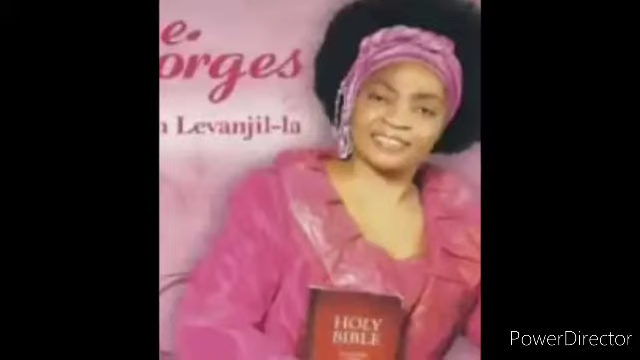 e.
orges
n Levanjil-la
HOLY
BIBLE
PowerDirector